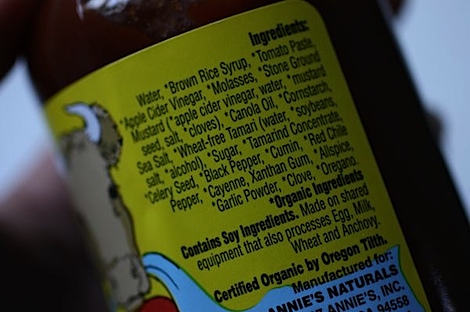 Ingredients:
Water, *Brown Rice Syrup, *Tomato Paste,
*Apple Cider Vinegar, *Molasses, *Stone Ground
Mustard (*apple cider vinegar, water, *mustard
seed, salt, *cloves), *Canola Oil, *Cornstarch,
Sea Salt, *Wheat-free Tamari (water, *soybeans,
salt, *alcohol), *Sugar, *Tamarind Concentrate,
*Celery Seed, *Black Pepper, *Cumin, *Red Chile
Pepper, *Cayenne, Xanthan Gum, *Allspice,
*Garlic Powder, *Clove, *Oregano.
*Organic Ingredients
Contains Soy Ingredients. Made on shared
equipment that also processes Egg, Milk,
Wheat and Anchovy.
Certified Organic by Oregon Tilth.
Manufactured for:
ANNIE'S NATURALS
ANNIE'S, INC.
94558